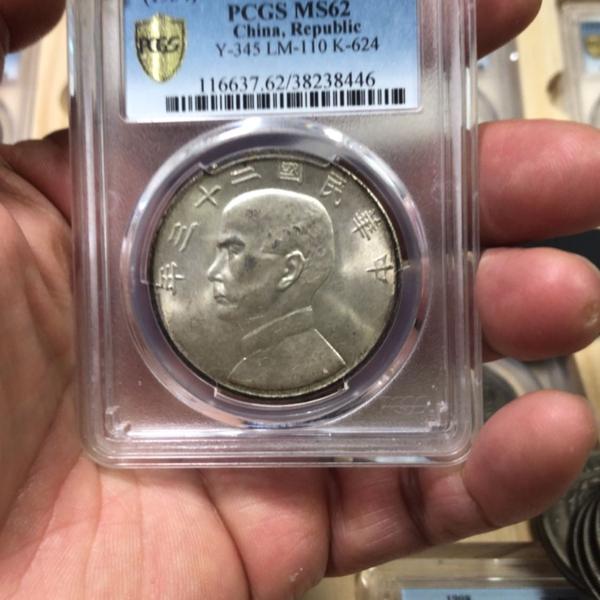 PCGS MS62
China, Republic
Y-345 LM-110 K-624
PCGS
116637.62/38238446
年三十二國民華中